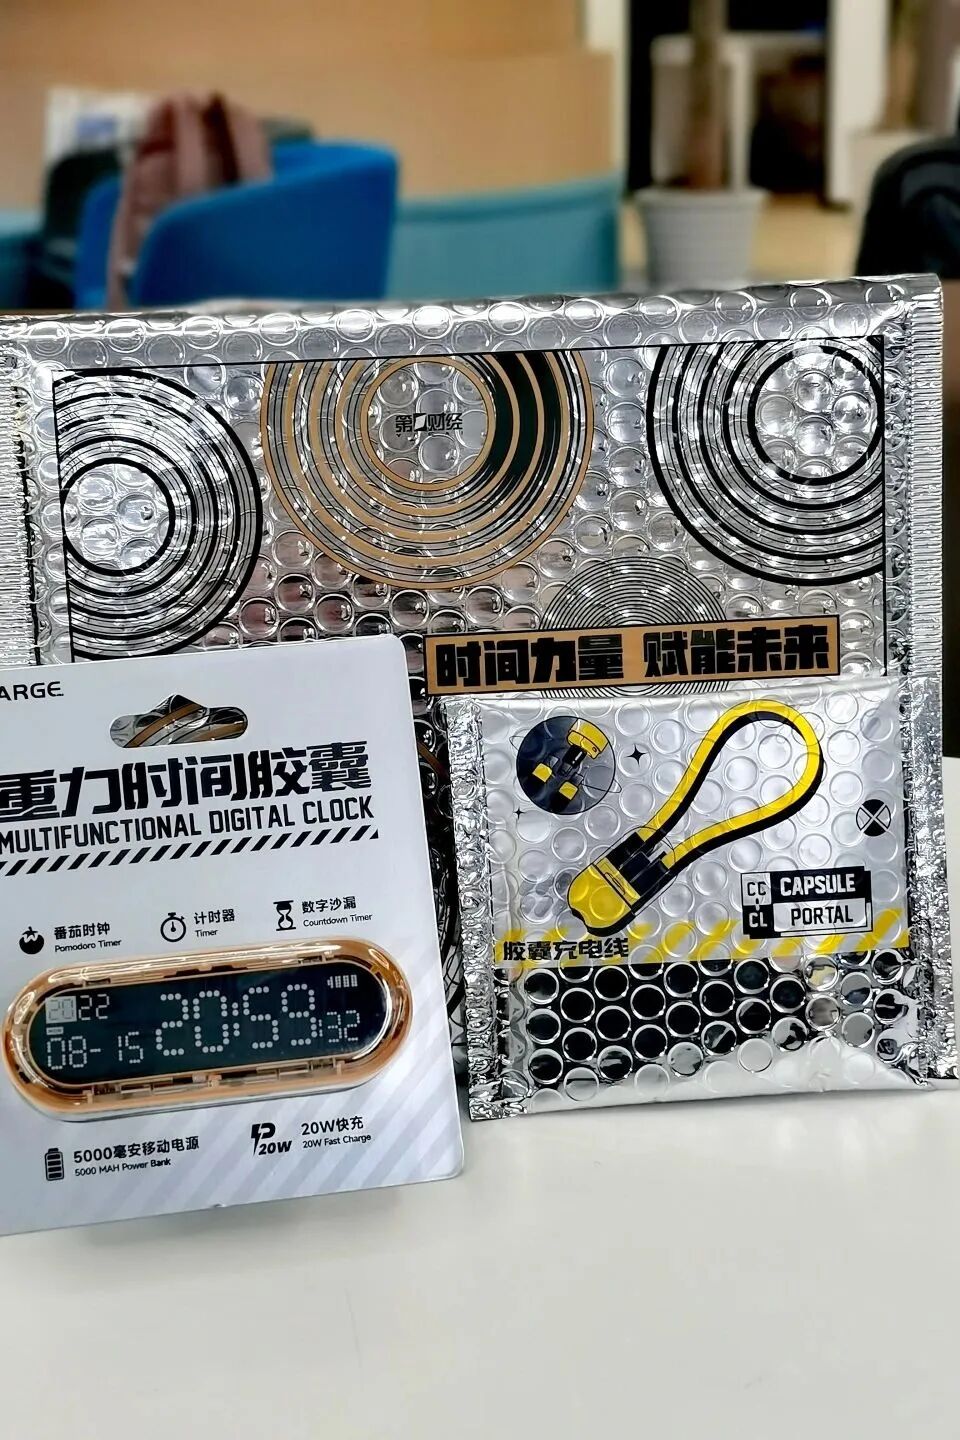 第一财经
时间力量 赋能未来
ARGE
重力时间胶囊
MULTIFUNCTIONAL DIGITAL CLOCK
番茄时钟
Pomodoro Timer
计时器
Timer
数字沙漏
Countdown Timer
2022
20:59
08-15
32
5000毫安移动电源
5000 MAH Power Bank
P
20W
20W快充
20W Fast Charge
CC
CL
CAPSULE
PORTAL
胶囊充电线